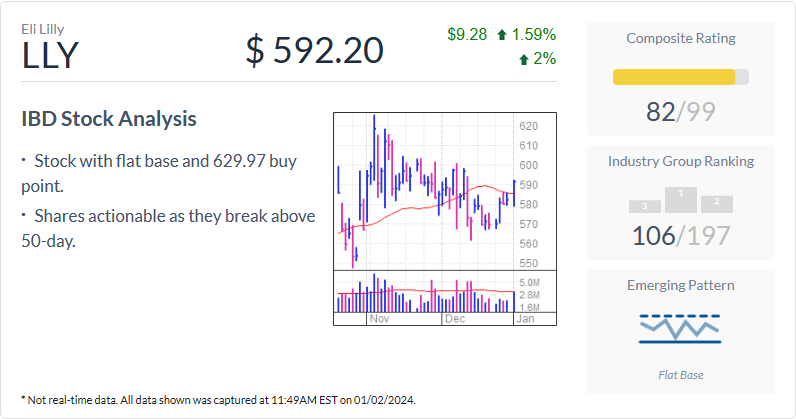 Eli Lilly
LLY
$ 592.20
$9.28 1.59%
2%
IBD Stock Analysis
· Stock with flat base and 629.97 buy
point.
· Shares actionable as they break above
50-day.
620
610
600
590
580
570
560
550
5.0M
2.8M
1.6M
Nov Dec Jan
* Not real-time data. All data shown was captured at 11:49AM EST on 01/02/2024.
Composite Rating
82/99
Industry Group Ranking
3 1 2
106/197
Emerging Pattern
Flat Base